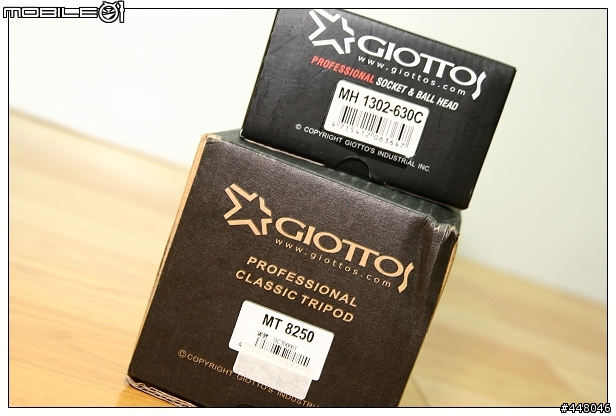 MOBILE01
GIOTTOS
www.giottos.com
PROFESSIONAL SOCKET & BALL HEAD
MH 1302-630C
© COPYRIGHT GIOTTO'S INDUSTRIAL INC.
GIOTTOS
www.giottos.com
PROFESSIONAL
CLASSIC TRIPOD
MT 8250
© COPYRIGHT GIOTTO'S INDUSTRIAL
#448046